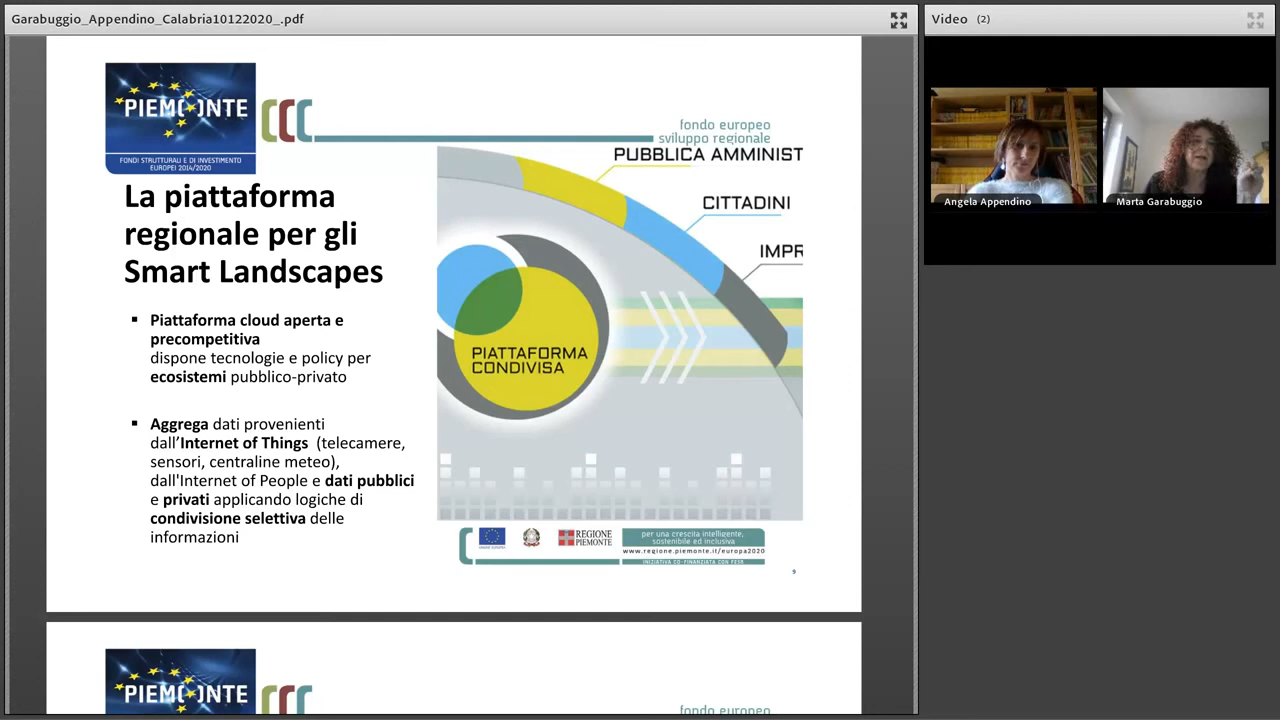 Garabuggio_Appendino_Calabria10122020_.pdf
Video (2)
PIEMONTE
FONDI STRUTTURALI E DI INVESTIMENTO
EUROPEI 2014/2020
fondo europeo
sviluppo regionale
La piattaforma
regionale per gli
Smart Landscapes
▪ Piattaforma cloud aperta e
precompetitiva
dispone tecnologie e policy per
ecosistemi pubblico-privato
▪ Aggrega dati provenienti
dall’Internet of Things (telecamere,
sensori, centraline meteo),
dall'Internet of People e dati pubblici
e privati applicando logiche di
condivisione selettiva delle
informazioni
PUBBLICA AMMINIST
CITTADINI
IMPR
PIATTAFORMA
CONDIVISA
UNIONE EUROPEA
REGIONE
PIEMONTE
per una crescita intelligente,
sostenibile ed inclusiva
www.regione.piemonte.it/europa2020
INIZIATIVA CO-FINANZIATA CON FESR
9
Angela Appendino
Marta Garabuggio
PIEMONTE
fondo europeo